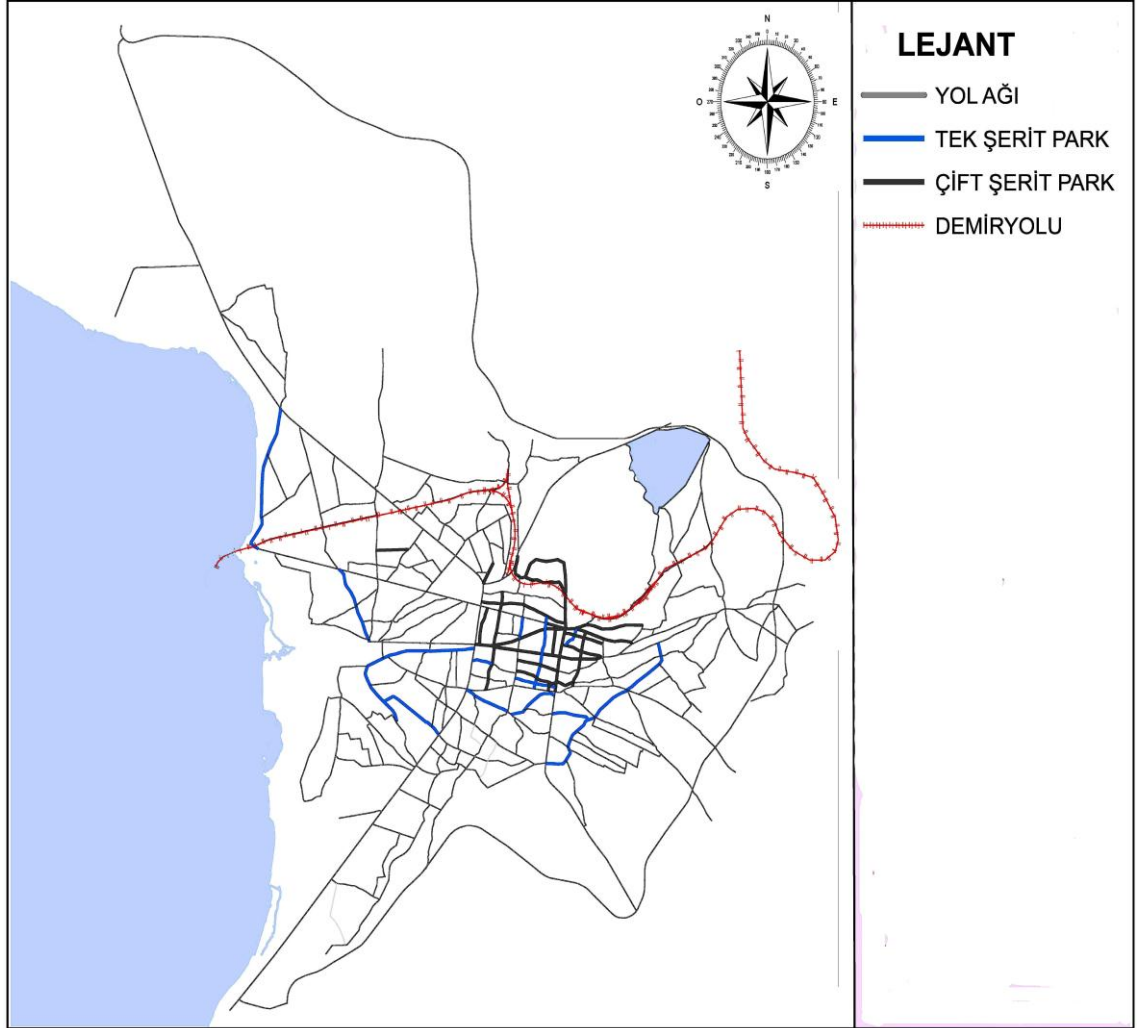 N
O
E
S
LEJANT
YOL AĞI
TEK ŞERİT PARK
ÇİFT ŞERİT PARK
DEMİRYOLU